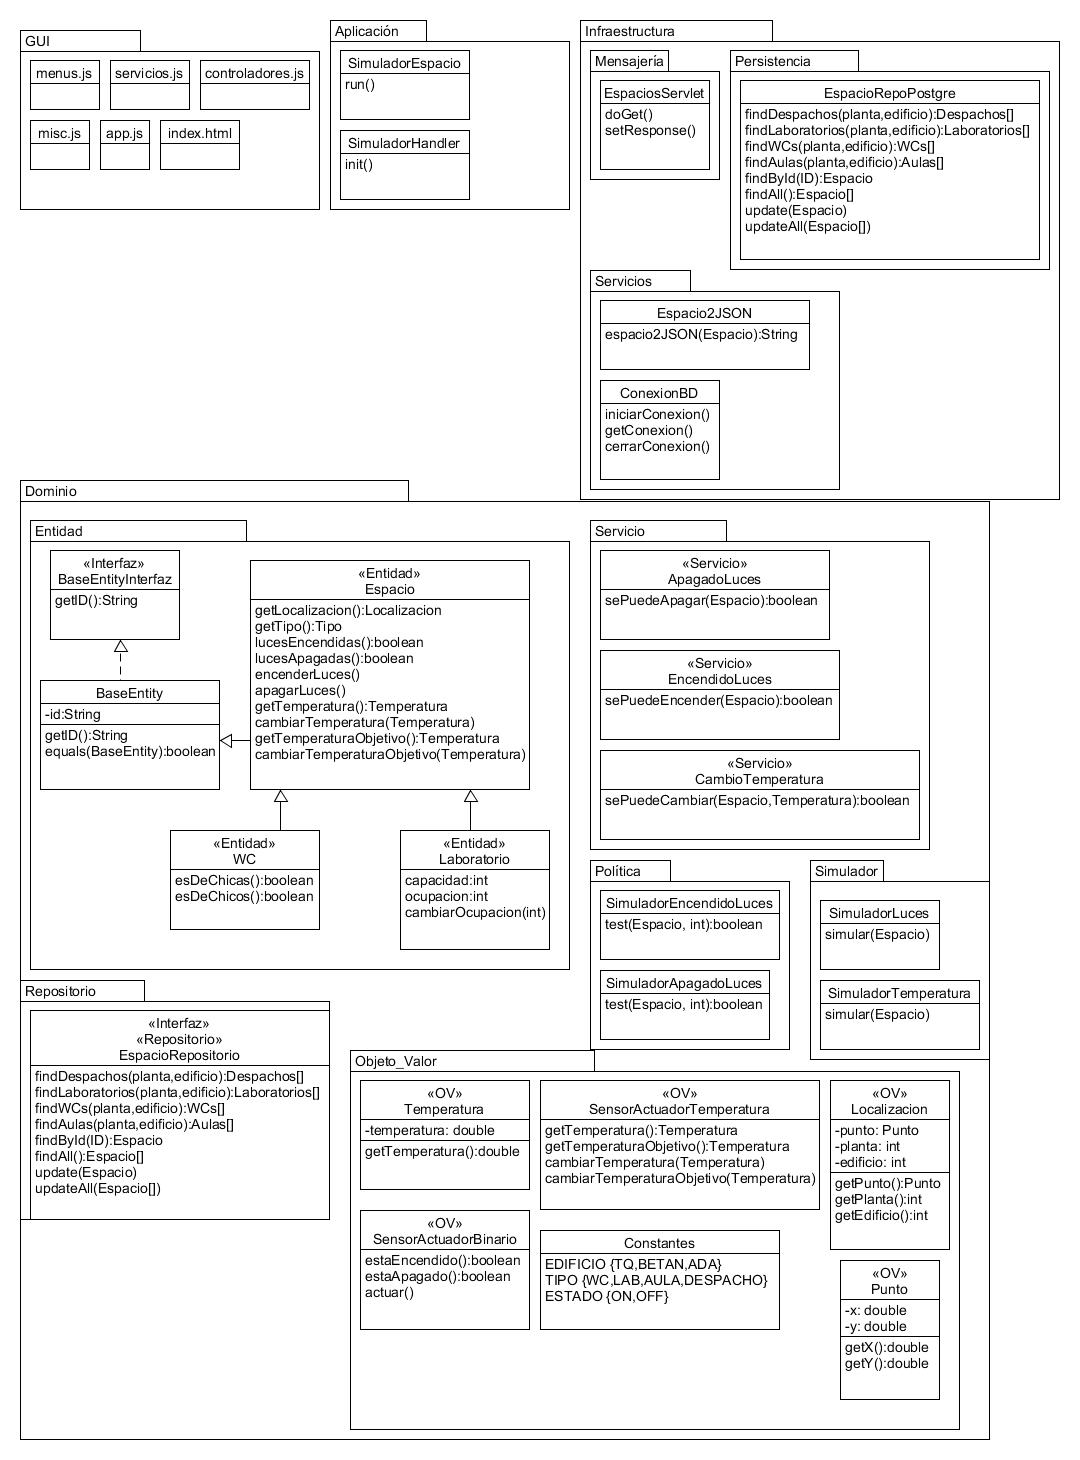 GUI
menus.js
servicios.js
controladores.js
misc.js
app.js
index.html
Aplicación
SimuladorEspacio
run()
SimuladorHandler
init()
Infraestructura
Mensajería
EspaciosServlet
doGet()
setResponse()
Persistencia
EspacioRepoPostgre
findDespachos(planta,edificio):Despachos[]
findLaboratorios(planta,edificio):Laboratorios[]
findWCs(planta,edificio):WCs[]
findAulas(planta,edificio):Aulas[]
findById(ID):Espacio
findAll():Espacio[]
update(Espacio)
updateAll(Espacio[])
Servicios
Espacio2JSON
espacio2JSON(Espacio):String
ConexionBD
iniciarConexion()
getConexion()
cerrarConexion()
Dominio
Entidad
«Interfaz»
BaseEntityInterfaz
getID():String
BaseEntity
-id:String
getID():String
equals(BaseEntity):boolean
«Entidad»
Espacio
getLocalizacion():Localizacion
getTipo():Tipo
lucesEncendidas():boolean
lucesApagadas():boolean
encenderLuces()
apagarLuces()
getTemperatura():Temperatura
cambiarTemperatura(Temperatura)
getTemperaturaObjetivo():Temperatura
cambiarTemperaturaObjetivo(Temperatura)
«Entidad»
WC
esDeChicas():boolean
esDeChicos():boolean
«Entidad»
Laboratorio
capacidad:int
ocupacion:int
cambiarOcupacion(int)
Servicio
«Servicio»
ApagadoLuces
sePuedeApagar(Espacio):boolean
«Servicio»
EncendidoLuces
sePuedeEncender(Espacio):boolean
«Servicio»
CambioTemperatura
sePuedeCambiar(Espacio,Temperatura):boolean
Política
SimuladorEncendidoLuces
test(Espacio, int):boolean
SimuladorApagadoLuces
test(Espacio, int):boolean
Simulador
SimuladorLuces
simular(Espacio)
SimuladorTemperatura
simular(Espacio)
Repositorio
«Interfaz»
«Repositorio»
EspacioRepositorio
findDespachos(planta,edificio):Despachos[]
findLaboratorios(planta,edificio):Laboratorios[]
findWCs(planta,edificio):WCs[]
findAulas(planta,edificio):Aulas[]
findById(ID):Espacio
findAll():Espacio[]
update(Espacio)
updateAll(Espacio[])
Objeto_Valor
«OV»
Temperatura
-temperatura: double
getTemperatura():double
«OV»
SensorActuadorTemperatura
getTemperatura():Temperatura
getTemperaturaObjetivo():Temperatura
cambiarTemperatura(Temperatura)
cambiarTemperaturaObjetivo(Temperatura)
«OV»
Localizacion
-punto: Punto
-planta: int
-edificio: int
getPunto():Punto
getPlanta():int
getEdificio():int
«OV»
SensorActuadorBinario
estaEncendido():boolean
estaApagado():boolean
actuar()
Constantes
EDIFICIO {TQ,BETAN,ADA}
TIPO {WC,LAB,AULA,DESPACHO}
ESTADO {ON,OFF}
«OV»
Punto
-x: double
-y: double
getX():double
getY():double